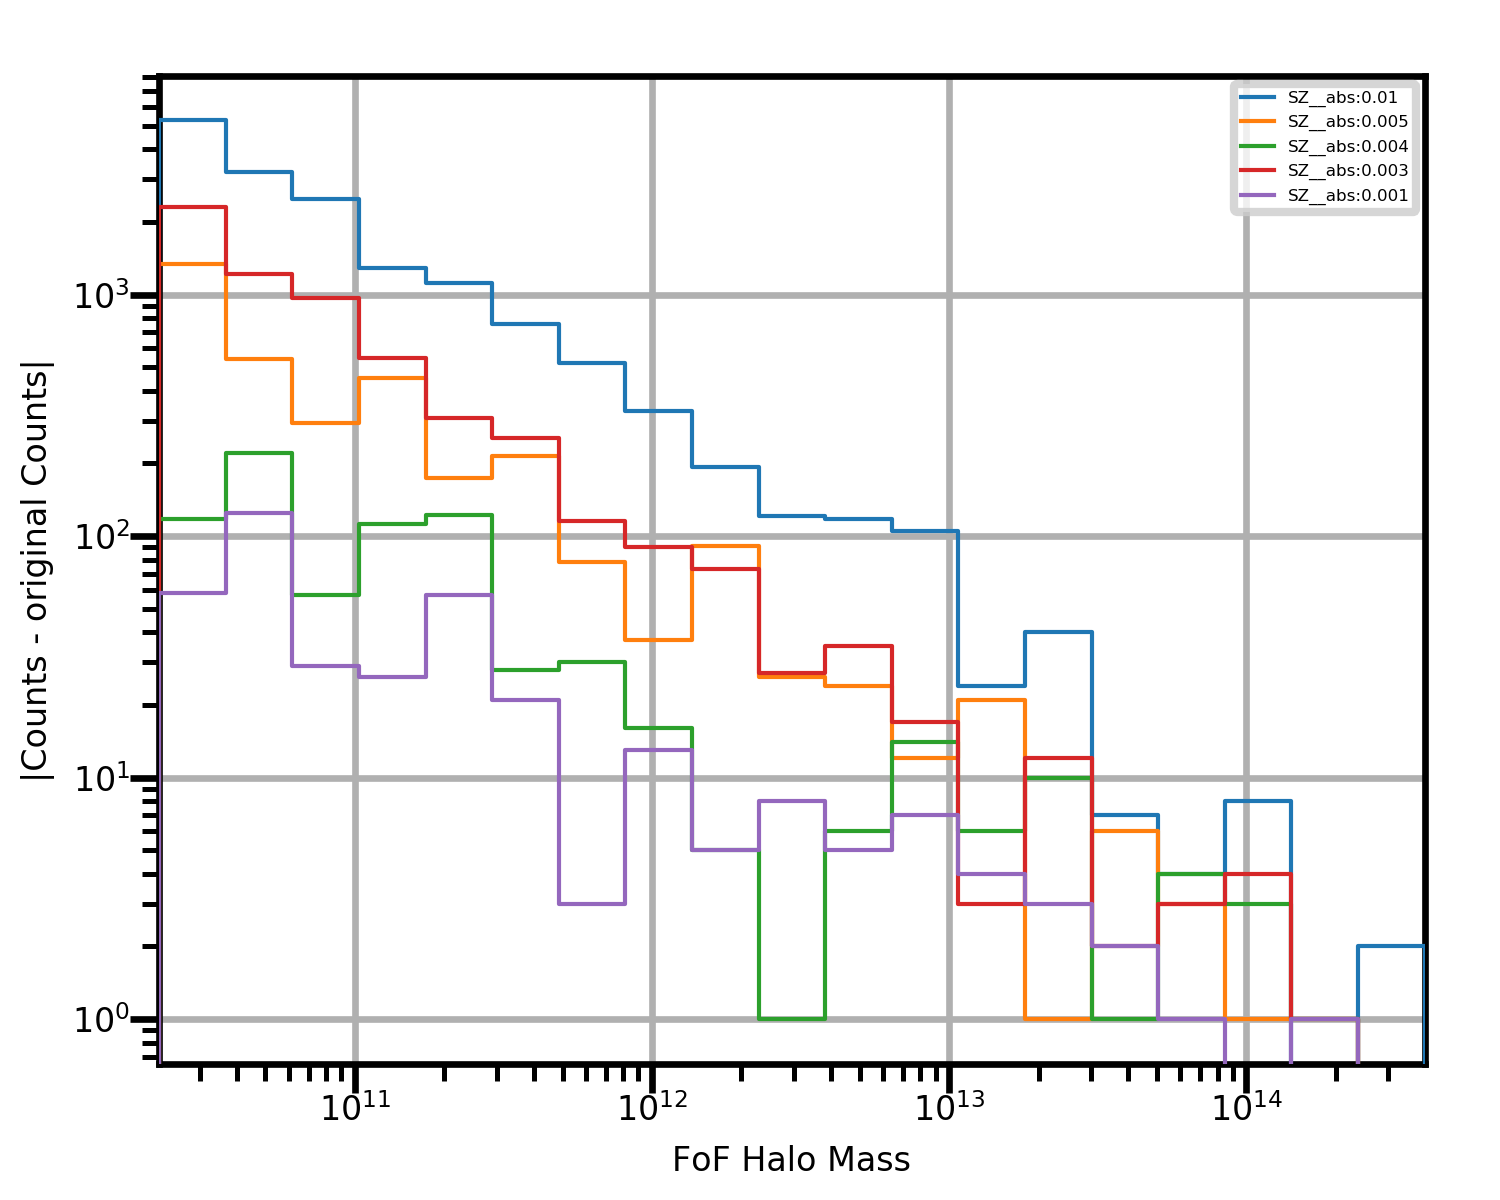 SZ__abs:0.01
SZ__abs:0.005
SZ__abs:0.004
SZ__abs:0.003
SZ__abs:0.001
|Counts - original Counts|
10³
10²
10¹
10⁰
10¹¹ 10¹² 10¹³ 10¹⁴
FoF Halo Mass